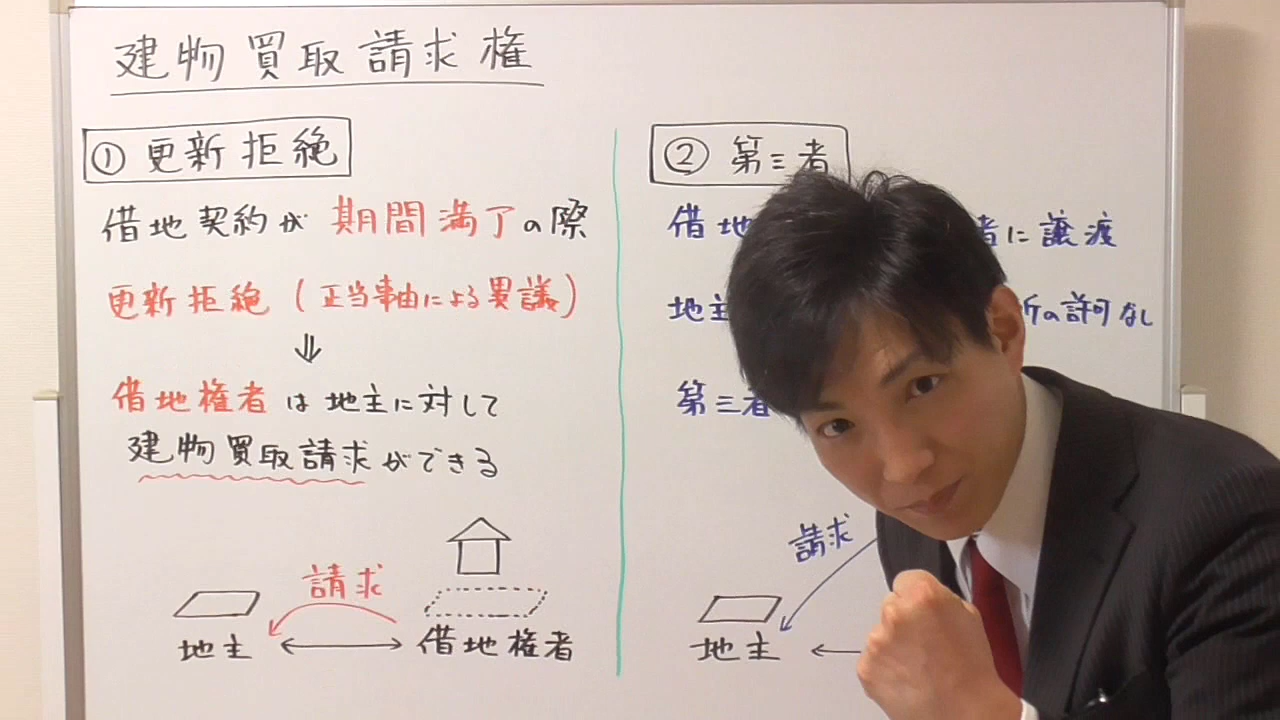 建物買取請求権
① 更新拒絶
借地契約が期間満了の際
更新拒絶(正当事由による異議)
⇓
借地権者は地主に対して
建物買取請求ができる
請求
地主 ⟷ 借地権者
② 第三者
借地 者に譲渡
地主 の許可なし
第三者
請求
地主